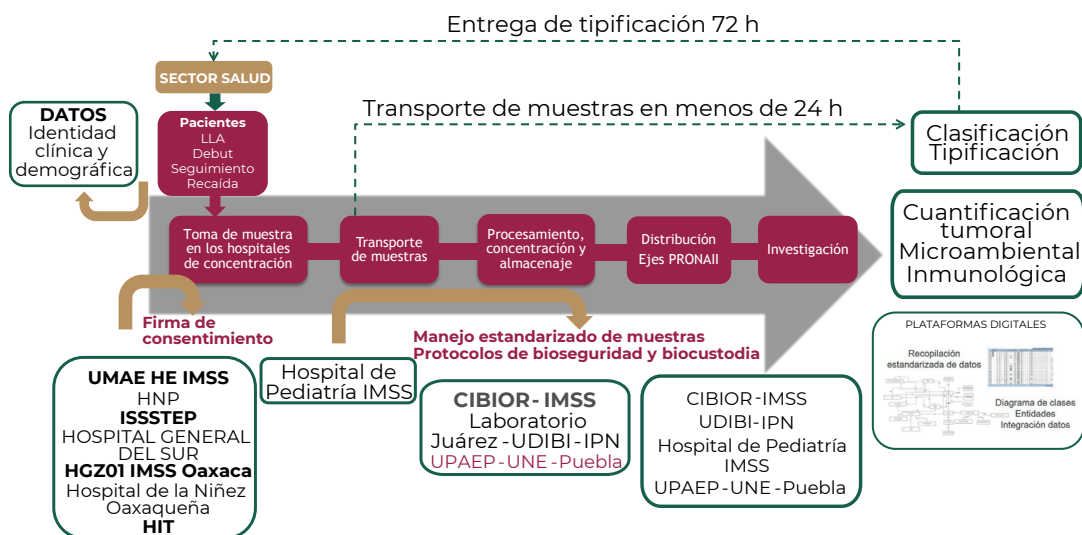 Entrega de tipificación 72 h
SECTOR SALUD
DATOS
Identidad
clínica y
demográfica
Pacientes
LLA
Debut
Seguimiento
Recaída
Transporte de muestras en menos de 24 h
Clasificación
Tipificación
Toma de muestra
en los hospitales
de concentración
Transporte
de muestras
Procesamiento,
concentración y
almacenaje
Distribución
Ejes PRONAII
Investigación
Cuantificación
tumoral
Microambiental
Inmunológica
Firma de
consentimiento
Manejo estandarizado de muestras
Protocolos de bioseguridad y biocustodia
UMAE HE IMSS
HNP
ISSSTEP
HOSPITAL GENERAL
DEL SUR
HGZ01 IMSS Oaxaca
Hospital de la Niñez
Oaxaqueña
HIT
Hospital de
Pediatría IMSS
CIBIOR-IMSS
Laboratorio
Juárez-UDIBI-IPN
UPAEP-UNE-Puebla
CIBIOR-IMSS
UDIBI-IPN
Hospital de Pediatría
IMSS
UPAEP-UNE-Puebla
PLATAFORMAS DIGITALES
Recopilación
estandarizada de datos
Diagrama de clases
Entidades
Integración datos